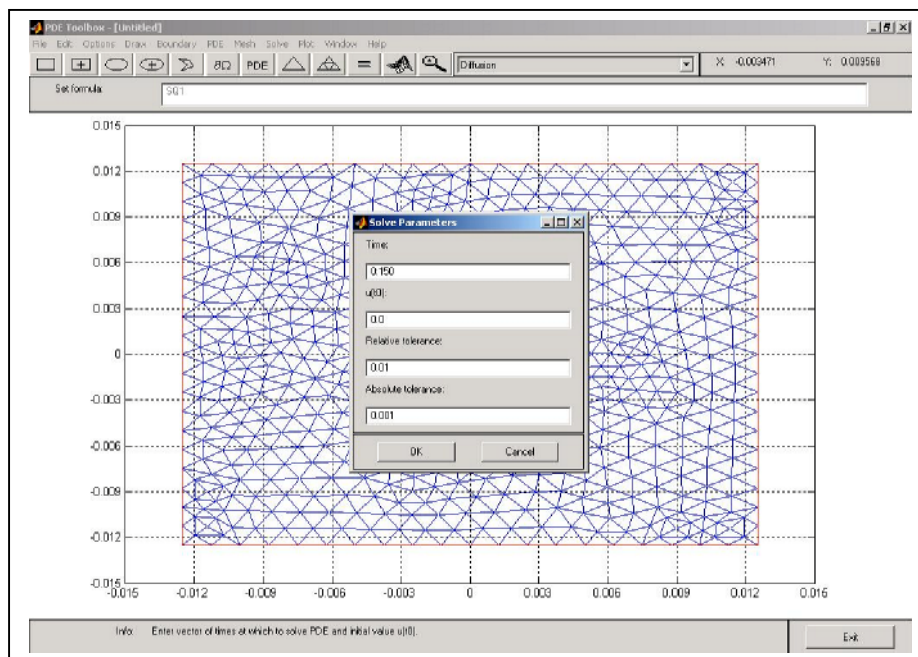 PDE Toolbox - [Untitled]
File Edit Options Draw Boundary PDE Mesh Solve Plot Window Help
∂Ω PDE = Diffusion X: -0.003471 Y: 0.009568
Set formula: SQ1
0.015
0.012
0.009
0.006
0.003
0
-0.003
-0.006
-0.009
-0.012
-0.015
-0.015 -0.012 -0.009 -0.006 -0.003 0 0.003 0.006 0.009 0.012 0.015
Solve Parameters
Time:
0.150
u(t0):
0.0
Relative tolerance:
0.01
Absolute tolerance:
0.001
OK Cancel
Info: Enter vector of times at which to solve PDE and initial value u(t0).
Exit